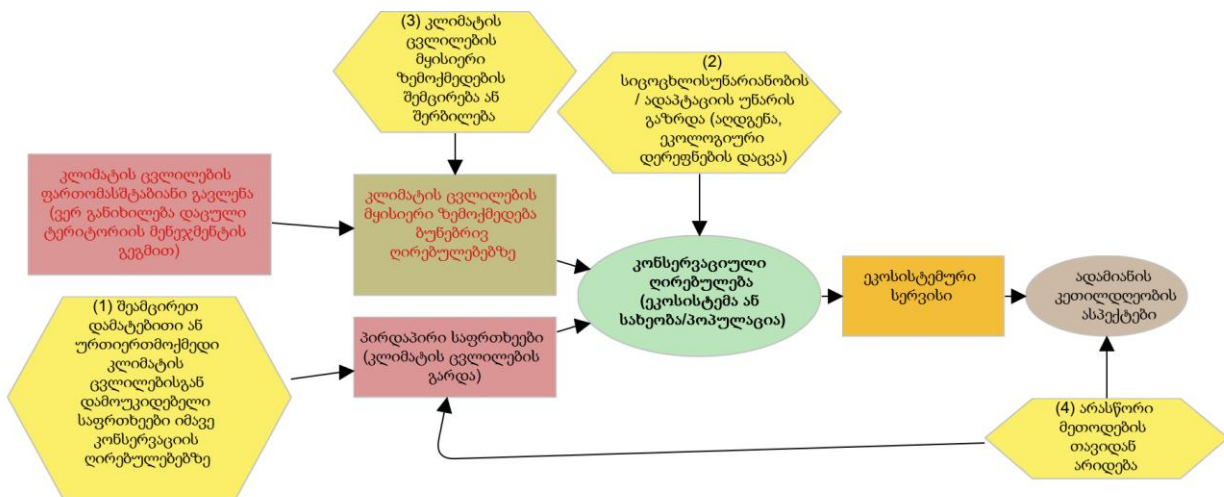 (3) კლიმატის
ცვლილების
მყისიერი
ზემოქმედების
შემცირება ან
შერბილება
(2)
სიცოცხლისუნარიანობის
/ ადაპტაციის უნარის
გაზრდა (აღდგენა,
ეკოლოგიური
დერეფნების დაცვა)
კლიმატის ცვლილების
ფართომასშტაბიანი გავლენა
(ვერ განიხილება დაცული
ტერიტორიის მენეჯმენტის
გეგმით)
კლიმატის ცვლილების
მყისიერი ზემოქმედება
ბუნებრივ
ღირებულებებზე
კონსერვაციული
ღირებულება
(ეკოსისტემა ან
სახეობა/პოპულაცია)
ეკოსისტემური
სერვისი
ადამიანის
კეთილდღეობის
ასპექტები
(1) შეამცირეთ
დამატებითი ან
ურთიერთმოქმედი
კლიმატის
ცვლილებისგან
დამოუკიდებელი
საფრთხეები იმავე
კონსერვაციის
ღირებულებებზე
პირდაპირი საფრთხეები
(კლიმატის ცვლილების
გარდა)
(4) არასწორი
მეთოდების
თავიდან
არიდება